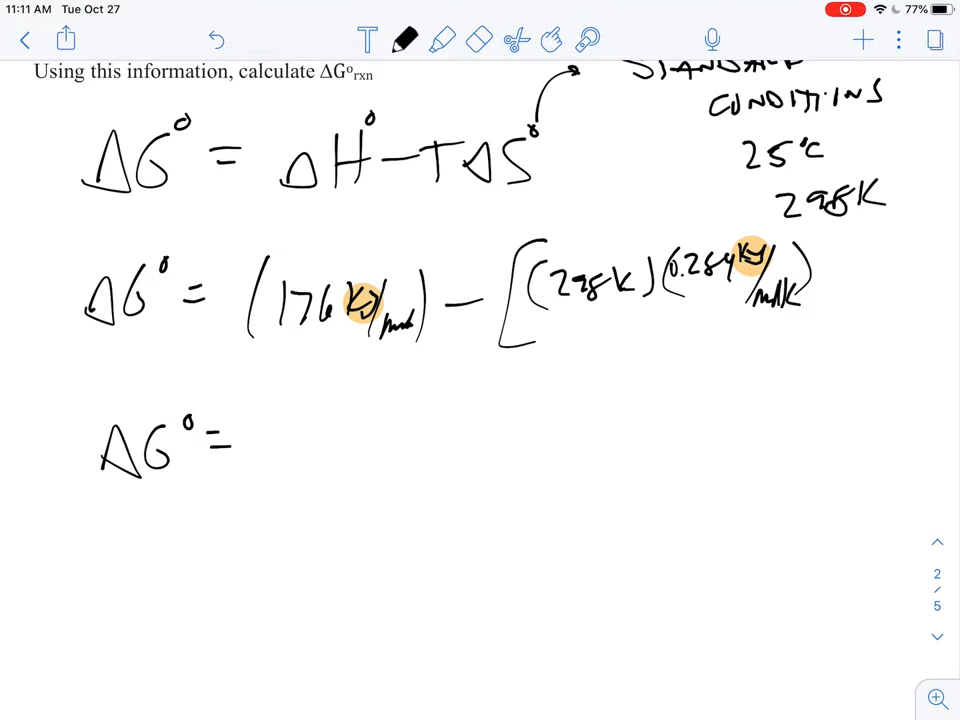 11:11 AM Tue Oct 27
77%
Using this information, calculate ΔG°rxn
STANDARD
CONDITIONS
25°C
298K
ΔG° = ΔH° − TΔS°
ΔG° = (176 kJ/mol) − [(298K)(0.284 kJ/molK)
ΔG° =
2
/
5